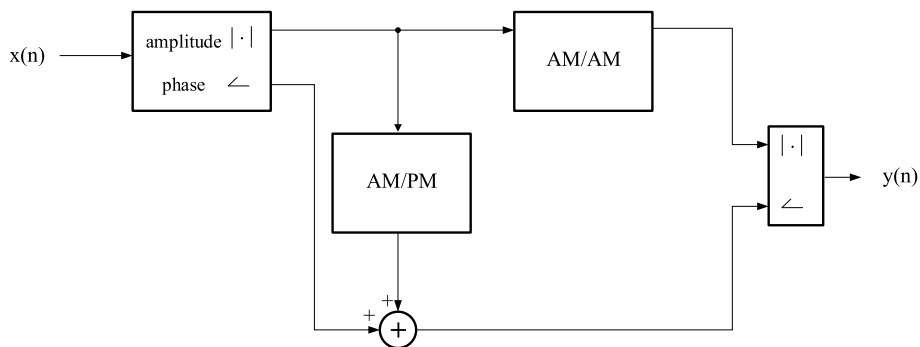 x(n)
amplitude |·|
phase ∠
AM/AM
AM/PM
|·|
∠
y(n)
+
+
+